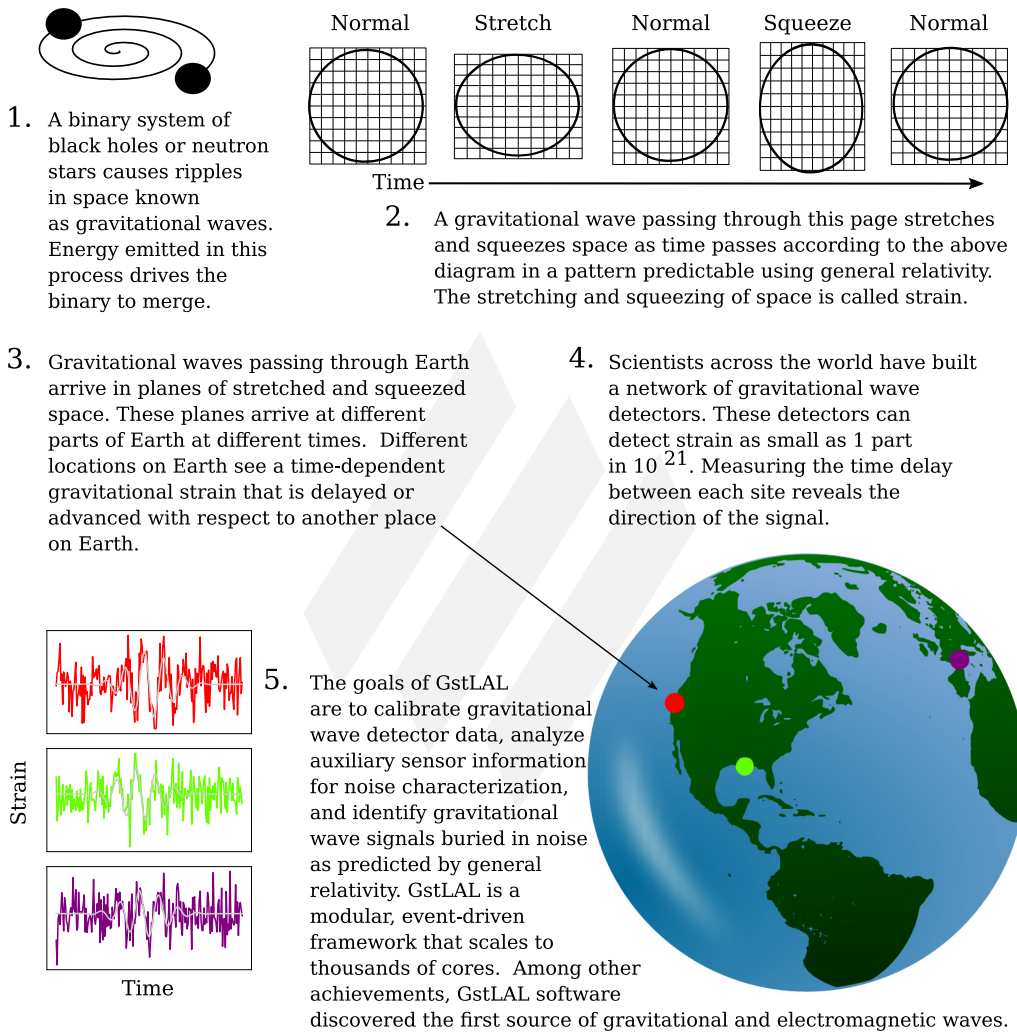 Normal Stretch Normal Squeeze Normal
Time
1. A binary system of
black holes or neutron
stars causes ripples
in space known
as gravitational waves.
Energy emitted in this
process drives the
binary to merge.
2. A gravitational wave passing through this page stretches
and squeezes space as time passes according to the above
diagram in a pattern predictable using general relativity.
The stretching and squeezing of space is called strain.
3. Gravitational waves passing through Earth
arrive in planes of stretched and squeezed
space. These planes arrive at different
parts of Earth at different times. Different
locations on Earth see a time-dependent
gravitational strain that is delayed or
advanced with respect to another place
on Earth.
4. Scientists across the world have built
a network of gravitational wave
detectors. These detectors can
detect strain as small as 1 part
in 10 21. Measuring the time delay
between each site reveals the
direction of the signal.
Strain
Time
5. The goals of GstLAL
are to calibrate gravitational
wave detector data, analyze
auxiliary sensor information
for noise characterization,
and identify gravitational
wave signals buried in noise
as predicted by general
relativity. GstLAL is a
modular, event-driven
framework that scales to
thousands of cores. Among other
achievements, GstLAL software
discovered the first source of gravitational and electromagnetic waves.